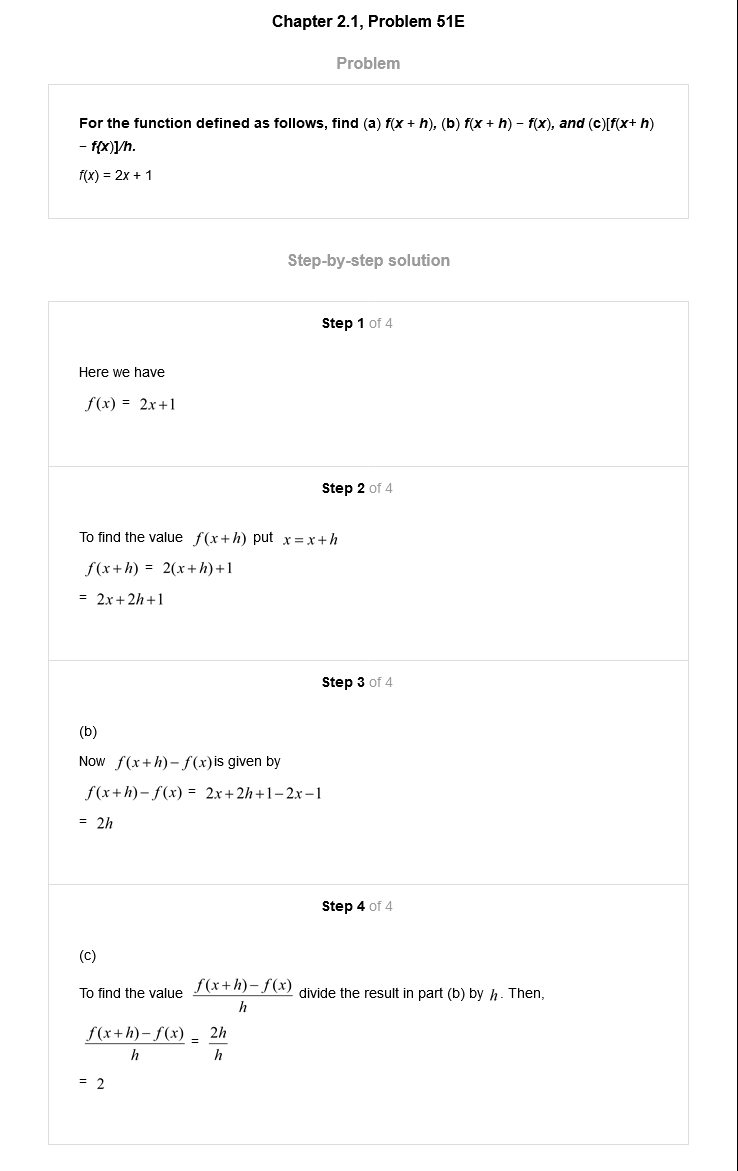 Chapter 2.1, Problem 51E
Problem
For the function defined as follows, find (a) f(x + h), (b) f(x + h) − f(x), and (c)[f(x+ h)
− f{x)]/h.
f(x) = 2x + 1
Step-by-step solution
Step 1 of 4
Here we have
f(x) = 2x+1
Step 2 of 4
To find the value f(x+h) put x=x+h
f(x+h) = 2(x+h)+1
= 2x+2h+1
Step 3 of 4
(b)
Now f(x+h)−f(x)is given by
f(x+h)−f(x) = 2x+2h+1−2x−1
= 2h
Step 4 of 4
(c)
To find the value f(x+h)−f(x)/h divide the result in part (b) by h. Then,
f(x+h)−f(x)/h = 2h/h
= 2